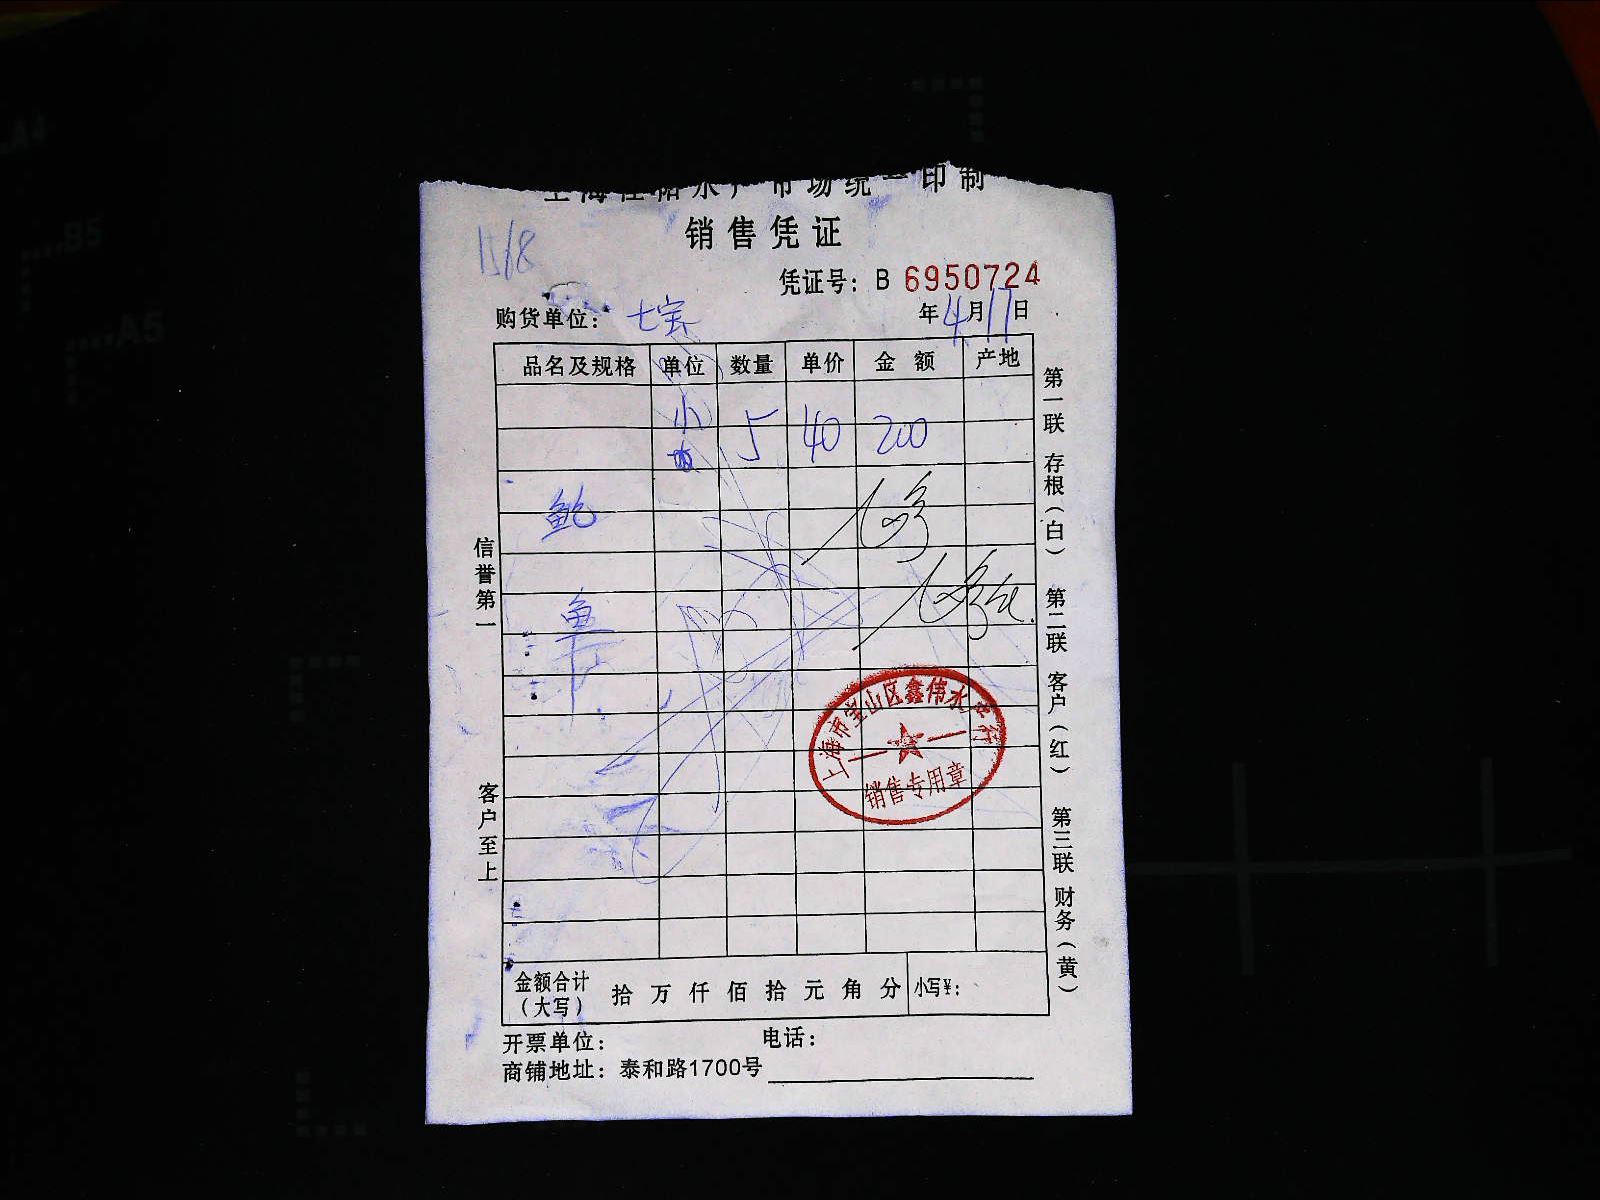 市场统一印制
销售凭证
1568
凭证号：B 6950724
购货单位：七宝
年4月17日
品名及规格 单位 数量 单价 金额 产地
小 5 40 200
鲍
鱼
信誉第一
客户至上
第一联 存根（白） 第二联 客户（红） 第三联 财务（黄）
上海市宝山区鑫伟水产行
销售专用章
金额合计（大写） 拾 万 仟 佰 拾 元 角 分 小写¥：
开票单位： 电话：
商铺地址：泰和路1700号
A4
B5
A5